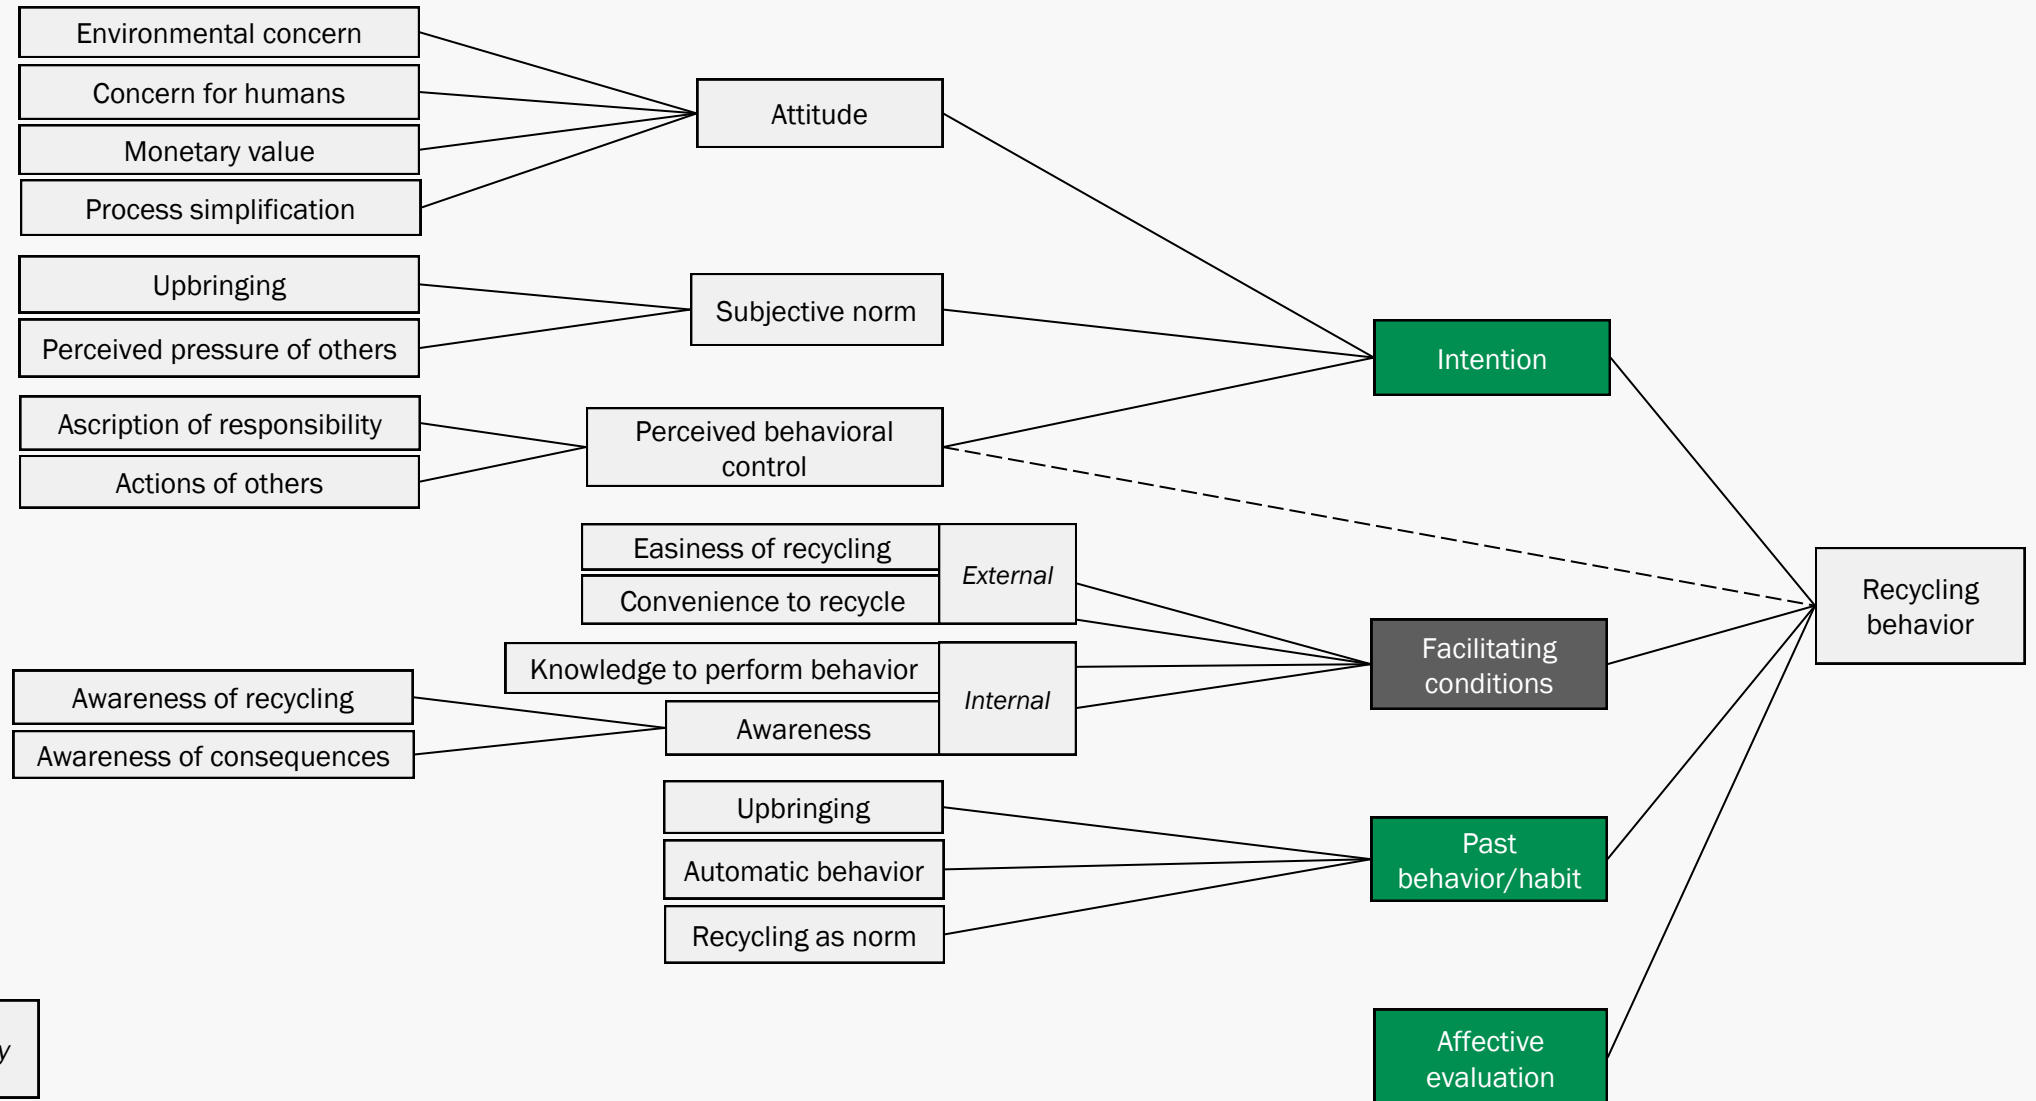 Environmental concern
Concern for humans
Monetary value
Process simplification
Attitude
Upbringing
Perceived pressure of others
Subjective norm
Ascription of responsibility
Actions of others
Perceived behavioral
control
Intention
Easiness of recycling
Convenience to recycle
External
Knowledge to perform behavior
Awareness
Internal
Awareness of recycling
Awareness of consequences
Facilitating
conditions
Recycling
behavior
Upbringing
Automatic behavior
Recycling as norm
Past
behavior/habit
Affective
evaluation